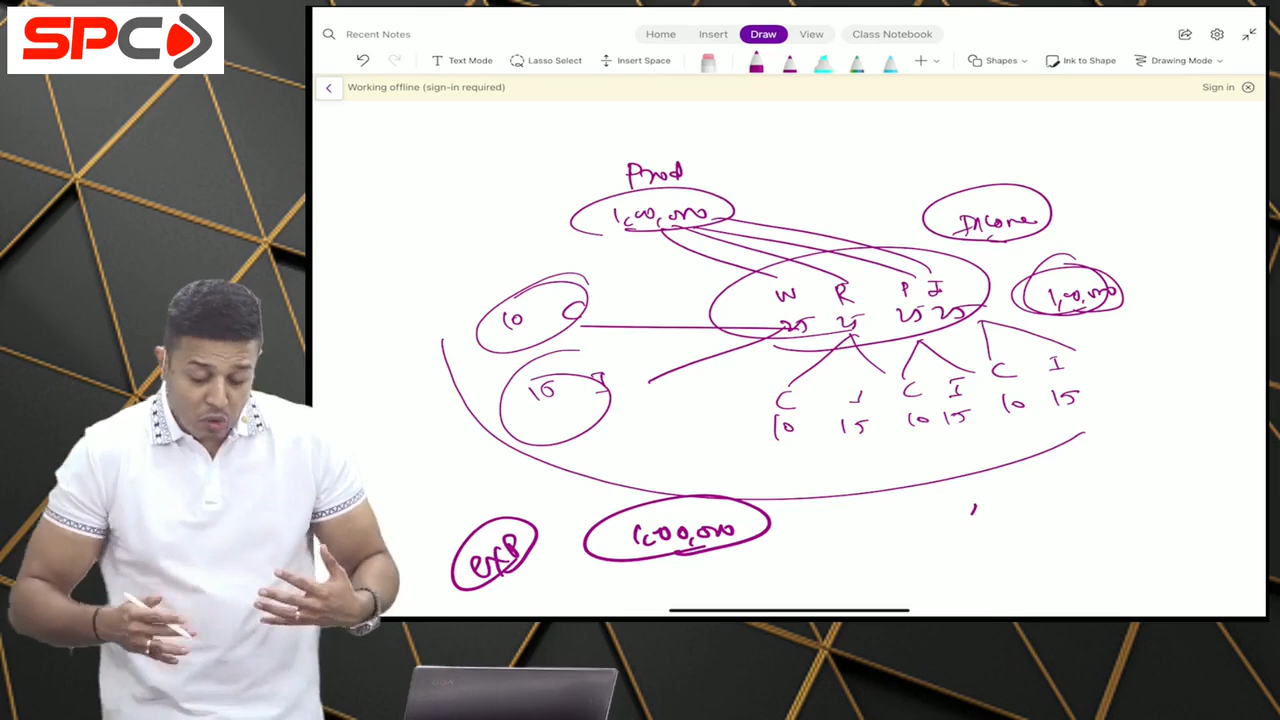 SPC
Recent Notes
Home Insert Draw View Class Notebook
Text Mode Lasso Select Insert Space Shapes Ink to Shape Drawing Mode
Working offline (sign-in required) Sign in
Prod
1,00,000
Income
W R P I
25 25 25 25
1,00,000
10 C
15 I
C I C I C I
10 15 10 15 10 15
exp 1,00,000